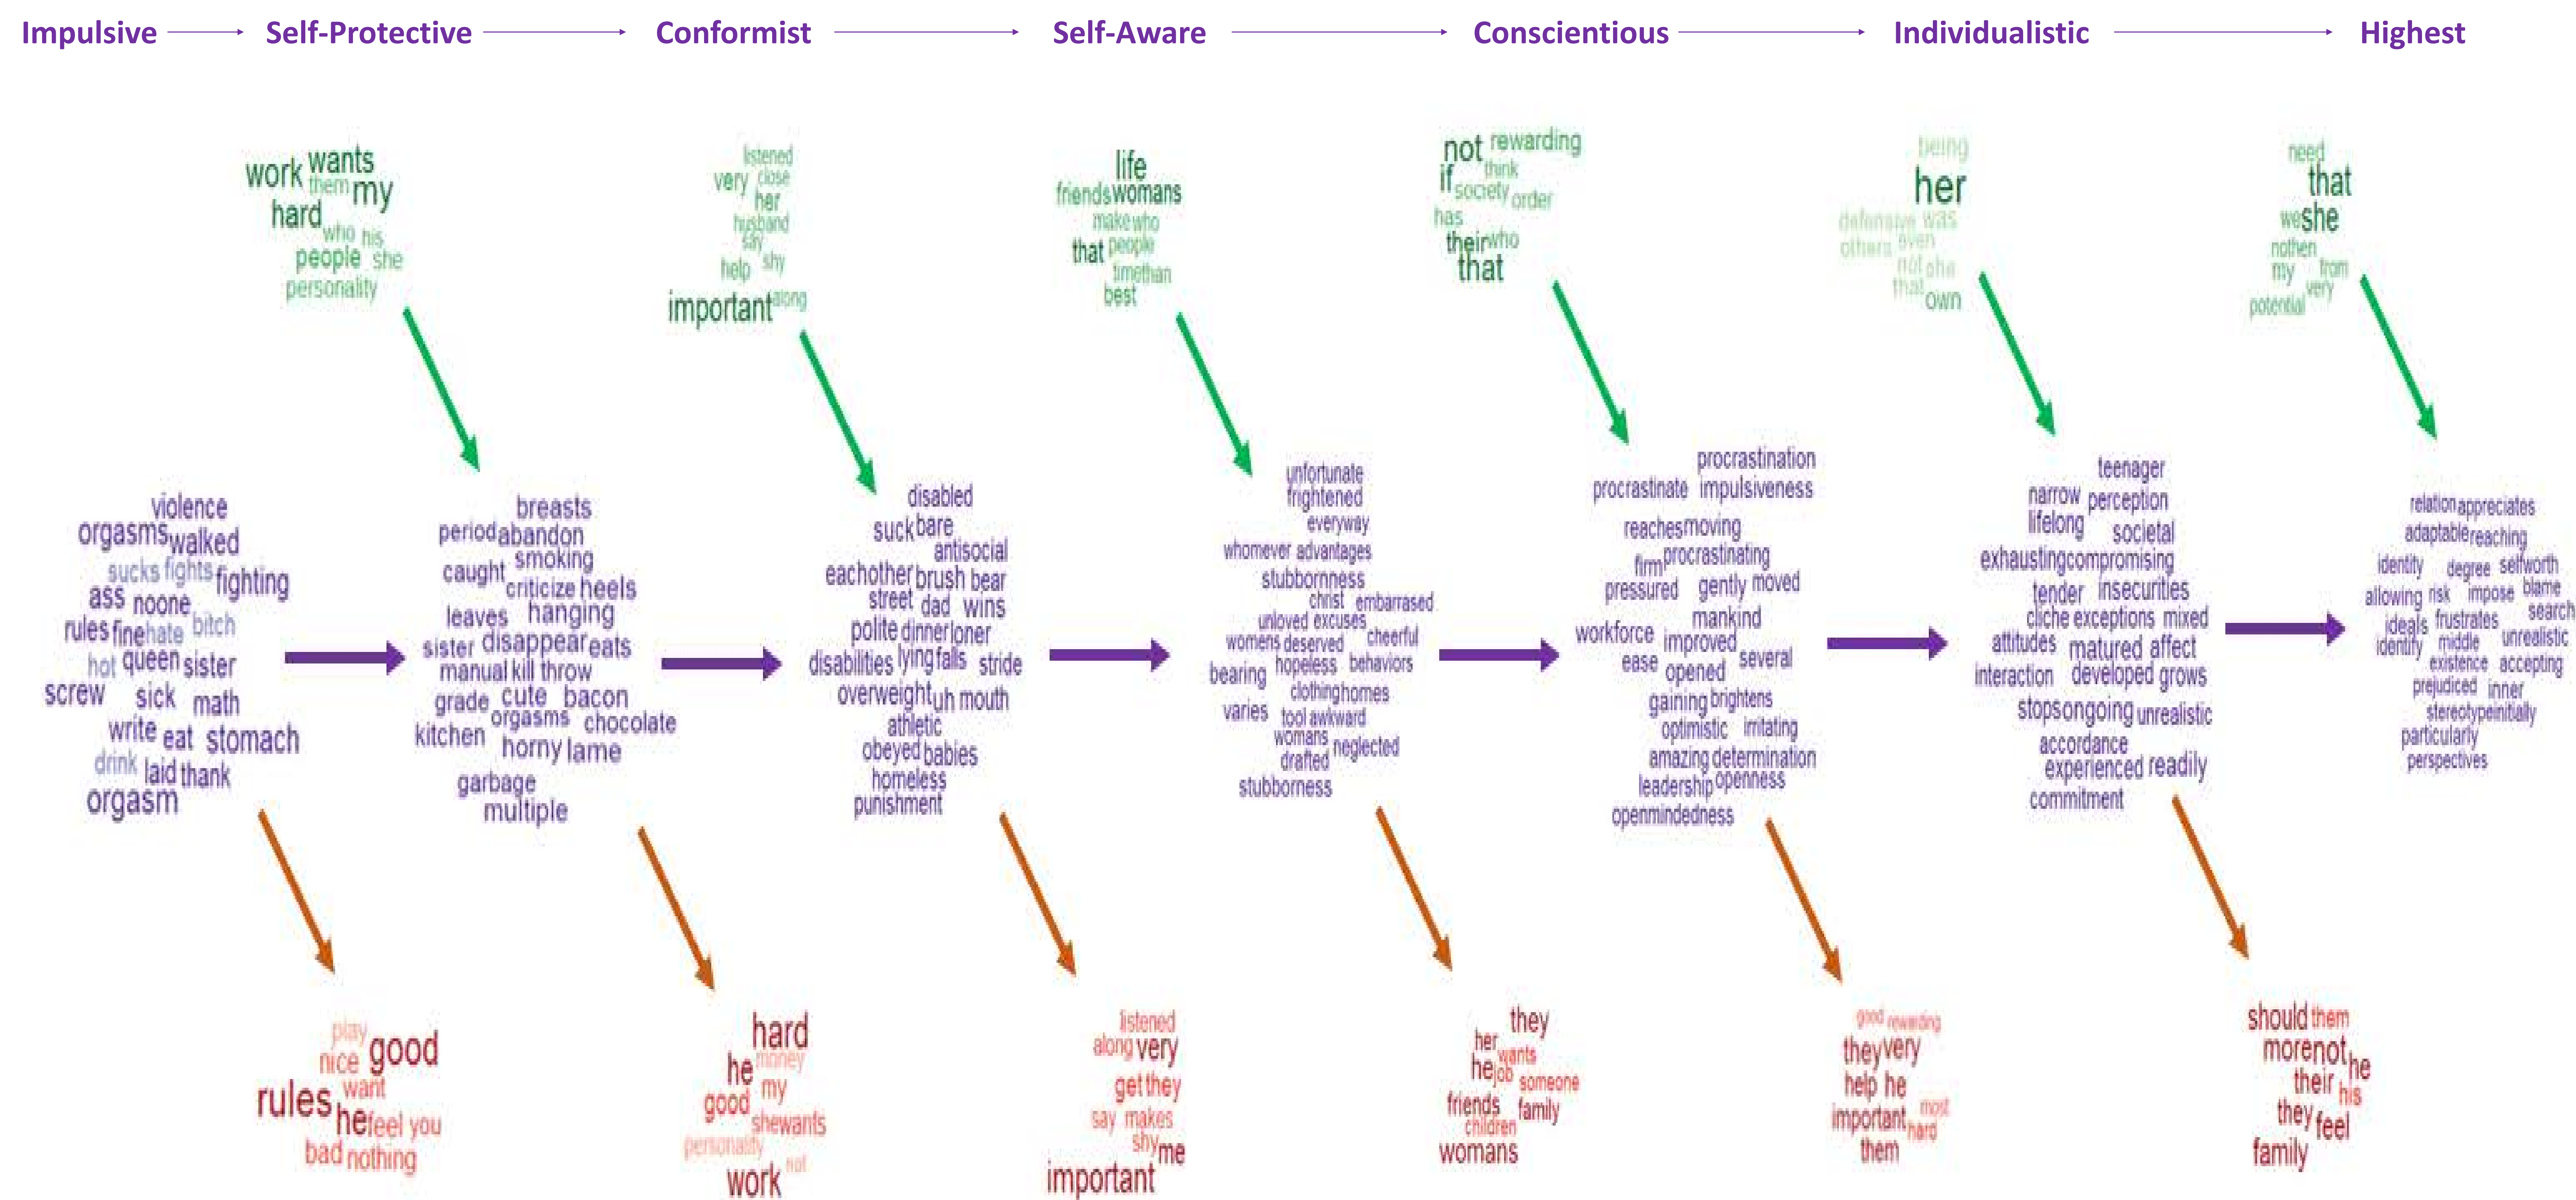 Impulsive Self-Protective Conformist Self-Aware Conscientious Individualistic Highest
work wants
them my
hard
who his
people she
personality
listened
very close
her
husband
say
help shy
important along
life
friends womans
make who
that people
time than
best
not rewarding
if think
society order
has
their who
that
being
her
defensive was
others even
not she
that own
need
that
we she
no then
my from
very
potential
violence
orgasms walked
sucks fights fighting
ass noone
rules fine hate bitch
hot queen sister
screw sick math
write eat stomach
drink laid thank
orgasm
breasts
period abandon
smoking
caught criticize heels
leaves hanging
sister disappear eats
manual kill throw
grade cute bacon
orgasms chocolate
kitchen horny lame
garbage
multiple
disabled
suck bare
antisocial
eachother brush bear
street dad wins
polite dinner loner
disabilities lying falls stride
overweight uh mouth
athletic
obeyed babies
homeless
punishment
unfortunate
frightened
everyway
whomever advantages
stubbornness
christ embarrased
unloved excuses
womens deserved cheerful
bearing hopeless behaviors
clothing homes
varies tool awkward
womans neglected
drafted
stubborness
procrastination
procrastinate impulsiveness
reaches moving
firm procrastinating
pressured gently moved
mankind
workforce improved
ease opened several
gaining brightens
optimistic irritating
amazing determination
leadership openness
openmindedness
teenager
narrow perception
lifelong societal
exhausting compromising
tender insecurities
cliche exceptions mixed
attitudes matured affect
interaction developed grows
stops ongoing unrealistic
accordance
experienced readily
commitment
relation appreciates
adaptable reaching
identity degree selfworth
allowing risk impose blame
ideals frustrates search
identify middle unrealistic
existence accepting
prejudiced inner
stereotype initially
particularly
perspectives
play
nice good
want
rules he feel you
bad nothing
hard
he money
my
good she wants
personality
work not
listened
along very
get they
say makes
shy me
important
they
her wants
he job someone
friends family
children
womans
good rewarding
they very
help he
important most
hard
them
should them
more not he
their his
they feel
family